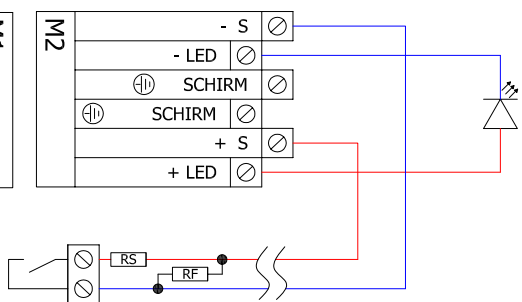 M2
- S
- LED
SCHIRM
SCHIRM
+ S
+ LED
RS
RF